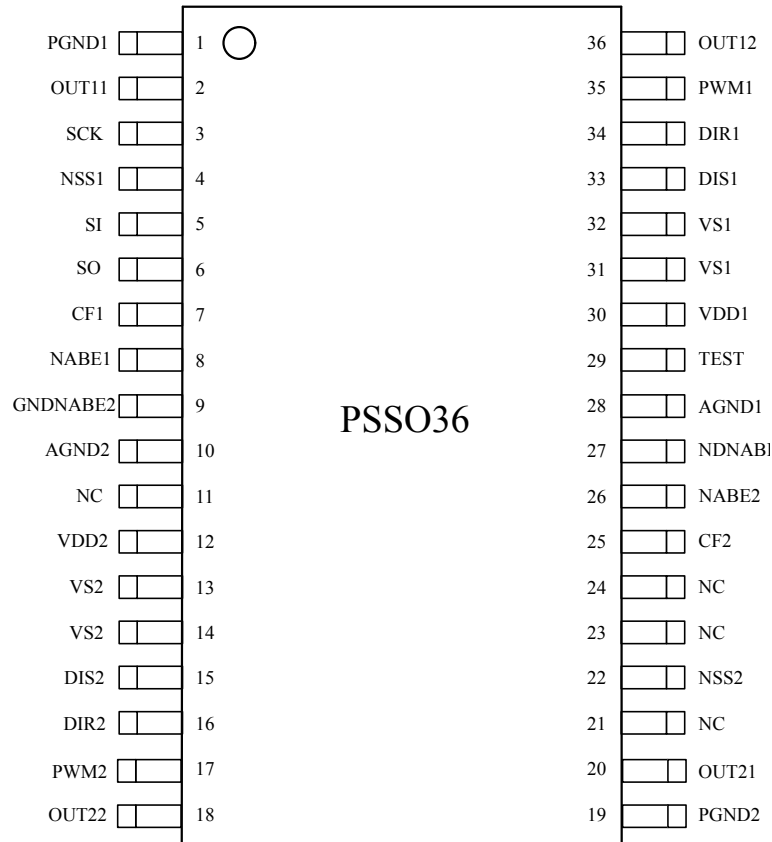 PGND1 1 36 OUT12
OUT11 2 35 PWM1
SCK 3 34 DIR1
NSS1 4 33 DIS1
SI 5 32 VS1
SO 6 31 VS1
CF1 7 30 VDD1
NABE1 8 29 TEST
GNDNABE2 9 28 AGND1
PSSO36
AGND2 10 27 NDNABE
NC 11 26 NABE2
VDD2 12 25 CF2
VS2 13 24 NC
VS2 14 23 NC
DIS2 15 22 NSS2
DIR2 16 21 NC
PWM2 17 20 OUT21
OUT22 18 19 PGND2